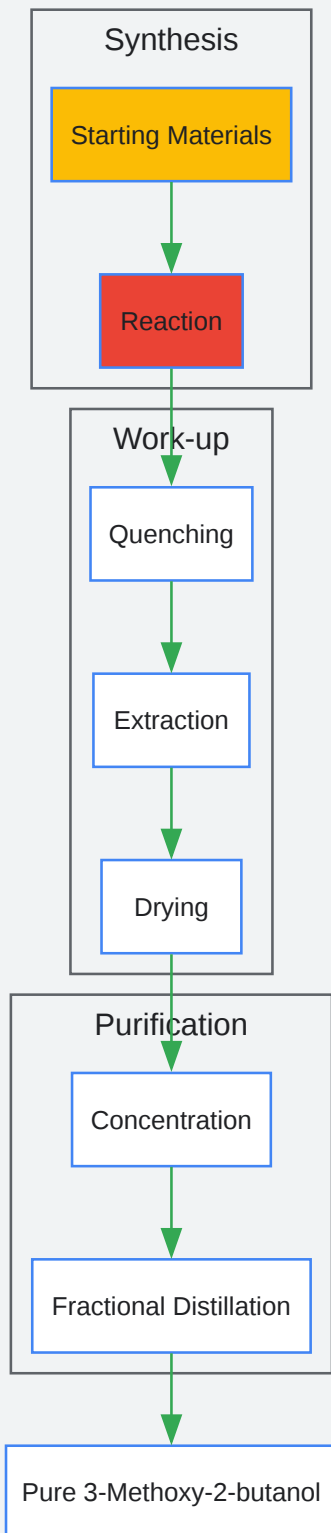 Synthesis
Starting Materials
Reaction
Work-up
Quenching
Extraction
Drying
Purification
Concentration
Fractional Distillation
Pure 3-Methoxy-2-butanol